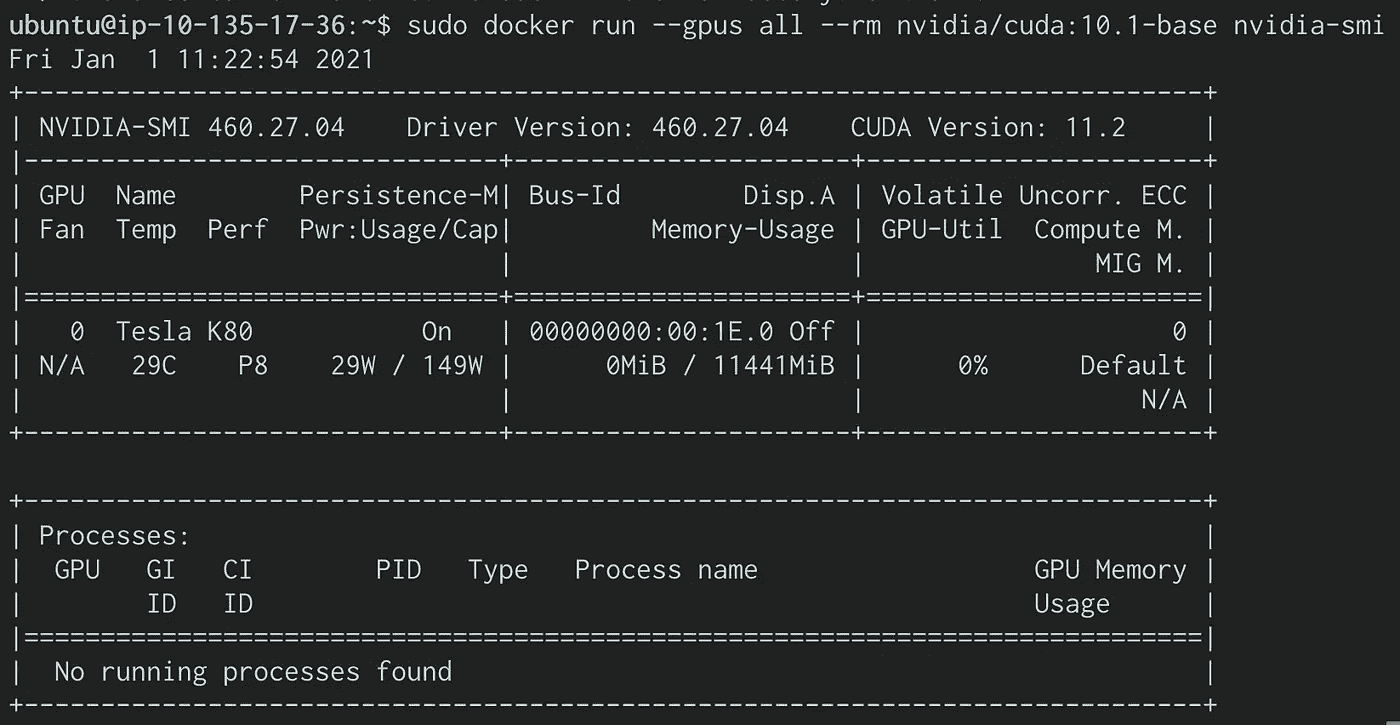 ubuntu@ip-10-135-17-36:~$ sudo docker run --gpus all --rm nvidia/cuda:10.1-base nvidia-smi
Fri Jan  1 11:22:54 2021
+-----------------------------------------------------------------------------+
| NVIDIA-SMI 460.27.04    Driver Version: 460.27.04    CUDA Version: 11.2     |
|-------------------------------+----------------------+----------------------+
| GPU  Name        Persistence-M| Bus-Id        Disp.A | Volatile Uncorr. ECC |
| Fan  Temp  Perf  Pwr:Usage/Cap|         Memory-Usage | GPU-Util  Compute M. |
|                               |                      |               MIG M. |
|===============================+======================+======================|
|   0  Tesla K80           On   | 00000000:00:1E.0 Off |                    0 |
| N/A   29C    P8    29W / 149W |      0MiB / 11441MiB |      0%      Default |
|                               |                      |                  N/A |
+-------------------------------+----------------------+----------------------+

+-----------------------------------------------------------------------------+
| Processes:                                                                  |
|  GPU   GI   CI        PID   Type   Process name                  GPU Memory |
|        ID   ID                                                   Usage      |
|=============================================================================|
|  No running processes found                                                 |
+-----------------------------------------------------------------------------+